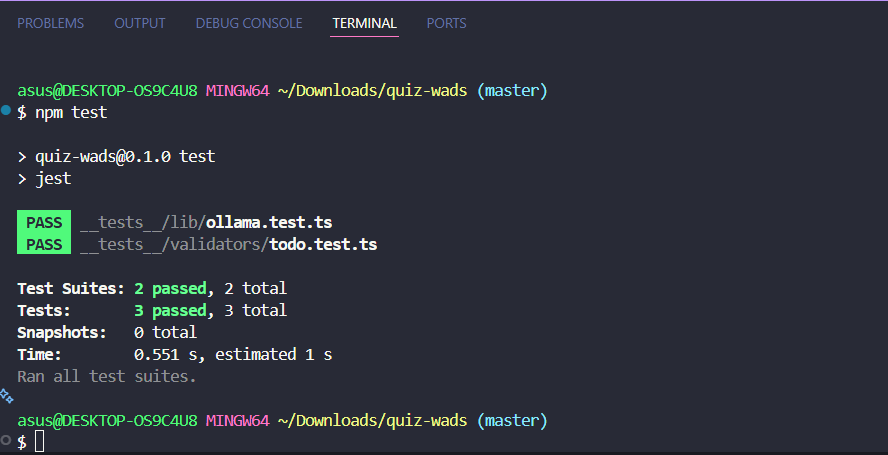 PROBLEMS OUTPUT DEBUG CONSOLE TERMINAL PORTS
asus@DESKTOP-OS9C4U8 MINGW64 ~/Downloads/quiz-wads (master)
$ npm test
> quiz-wads@0.1.0 test
> jest
PASS __tests__/lib/ollama.test.ts
PASS __tests__/validators/todo.test.ts
Test Suites: 2 passed, 2 total
Tests: 3 passed, 3 total
Snapshots: 0 total
Time: 0.551 s, estimated 1 s
Ran all test suites.
asus@DESKTOP-OS9C4U8 MINGW64 ~/Downloads/quiz-wads (master)
$